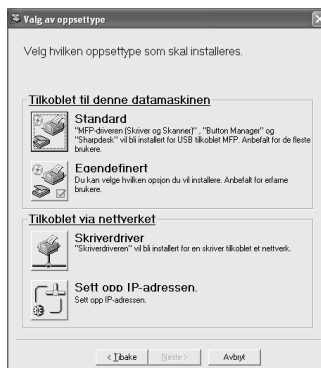 Valg av oppsettype
Velg hvilken oppsettype som skal installeres.
Tilkoblet til denne datamaskinen
Standard
"MFP-driveren (Skriver og Skanner)" , "Button Manager" og
"Sharpdesk" vil bli installert for USB tilkoblet MFP. Anbefalt for de fleste
brukere.
Egendefinert
Du kan velge hvilken opsjon du vil installere. Anbefalt for erfarne
brukere.
Tilkoblet via nettverket
Skriverdriver
"Skriverdriveren" vil bli installert for en skriver tilkoblet et nettverk.
Sett opp IP-adressen.
Sett opp IP-adressen.
< Tibake Neste > Avbryt